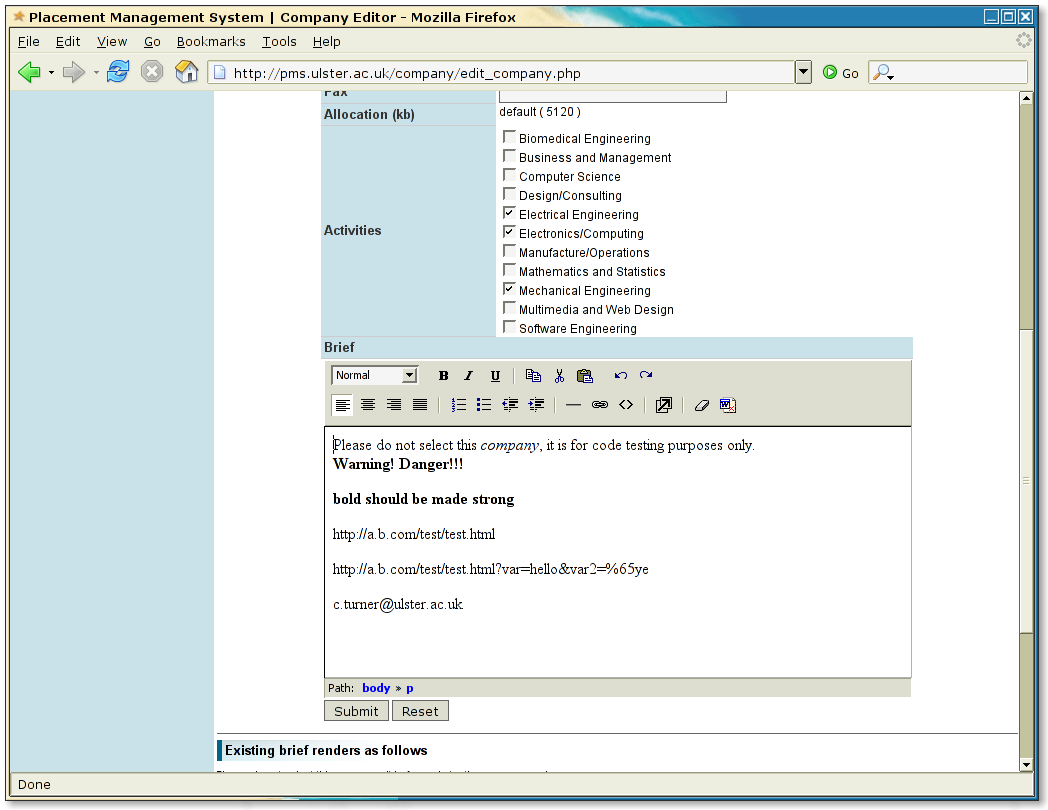 Placement Management System | Company Editor - Mozilla Firefox
File Edit View Go Bookmarks Tools Help
http://pms.ulster.ac.uk/company/edit_company.php Go
Fax
Allocation (kb) default ( 5120 )
Activities
Biomedical Engineering
Business and Management
Computer Science
Design/Consulting
Electrical Engineering
Electronics/Computing
Manufacture/Operations
Mathematics and Statistics
Mechanical Engineering
Multimedia and Web Design
Software Engineering
Brief
Normal B I U
Please do not select this company, it is for code testing purposes only.
Warning! Danger!!!
bold should be made strong
http://a.b.com/test/test.html
http://a.b.com/test/test.html?var=hello&var2=%65ye
c.turner@ulster.ac.uk
Path: body » p
Submit Reset
Existing brief renders as follows
Done